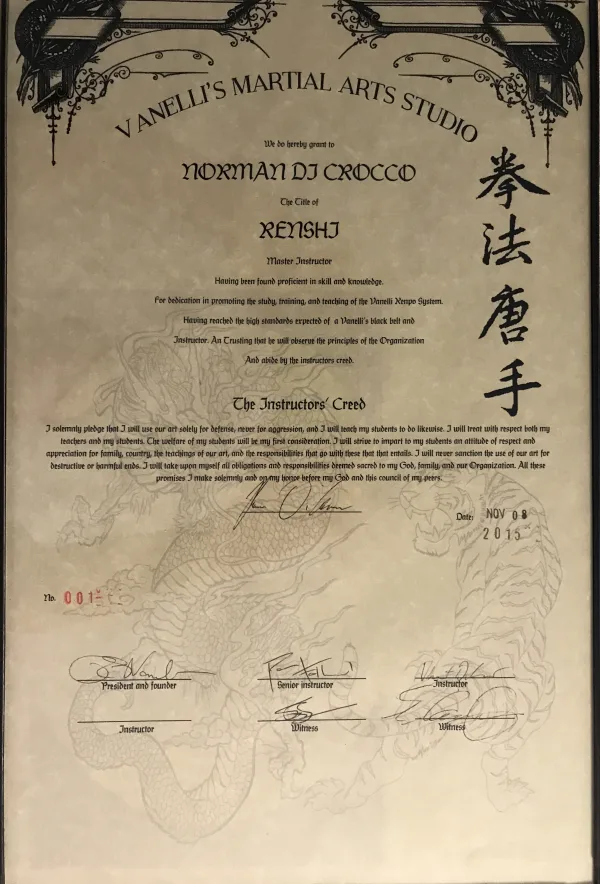 VANELLI'S MARTIAL ARTS STUDIO
We do hereby grant to
NORMAN DI CROCCO
The Title of
RENSHI
Master Instructor
Having been found proficient in skill and knowledge.
For dedication in promoting the study, training, and teaching of the Vanelli Kenpo System.
Having reached the high standards expected of a Vanelli's black belt and
Instructor. An Trusting that he will observe the principles of the Organization
And abide by the instructors creed.
拳法唐手
The Instructors' Creed
I solemnly pledge that I will use our art solely for defense, never for aggression, and I will teach my students to do likewise. I will treat with respect both my
teachers and my students. The welfare of my students will be my first consideration. I will strive to impart to my students an attitude of respect and
appreciation for family, country, the teachings of our art, and the responsibilities that go with these that that entails. I will never sanction the use of our art for
destructive or harmful ends. I will take upon myself all obligations and responsibilities deemed sacred to my God, family, and our Organization. All these
promises I make solemnly and on my honor before my God and this council of my peers.
Date: NOV 08
2015
No. 001
President and founder
Senior instructor
Instructor
Instructor
Witness
Witness